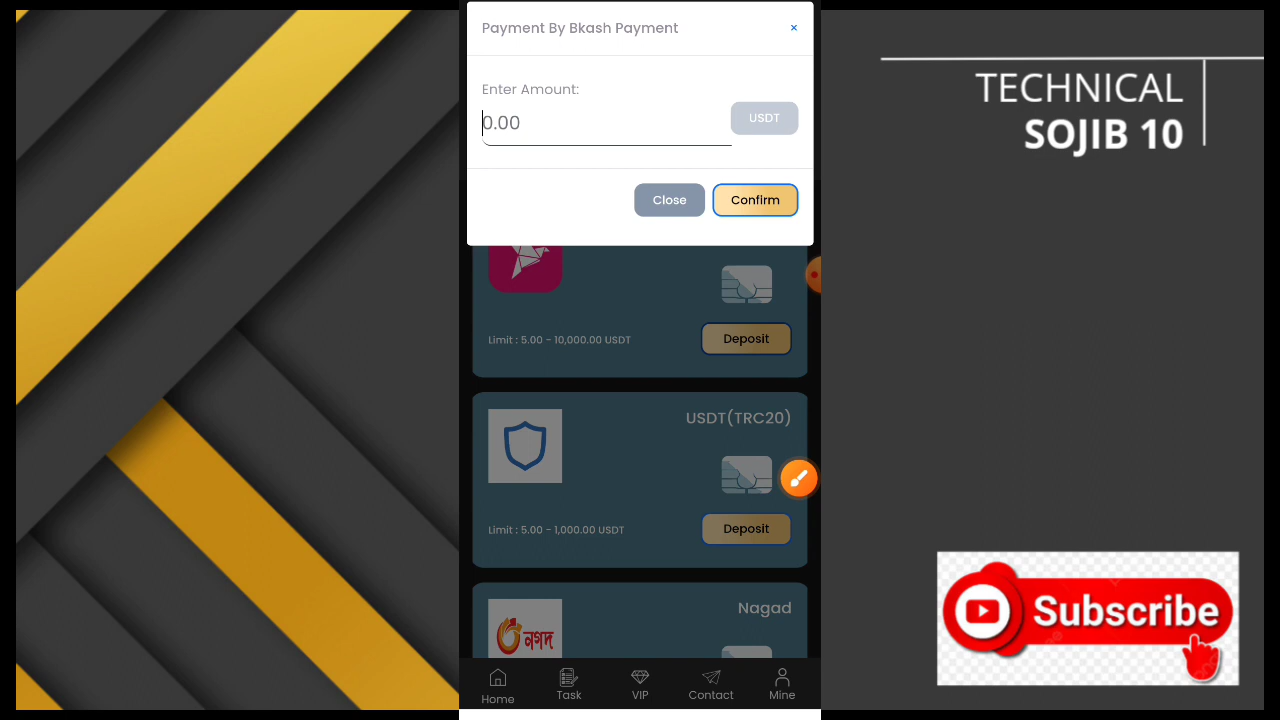 Payment By Bkash Payment
×
Enter Amount:
0.00
USDT
Close
Confirm
Limit : 5.00 - 10,000.00 USDT
Deposit
USDT(TRC20)
Limit : 5.00 - 1,000.00 USDT
Deposit
Nagad
নগদ
Home
Task
VIP
Contact
Mine
TECHNICAL
SOJIB 10
Subscribe